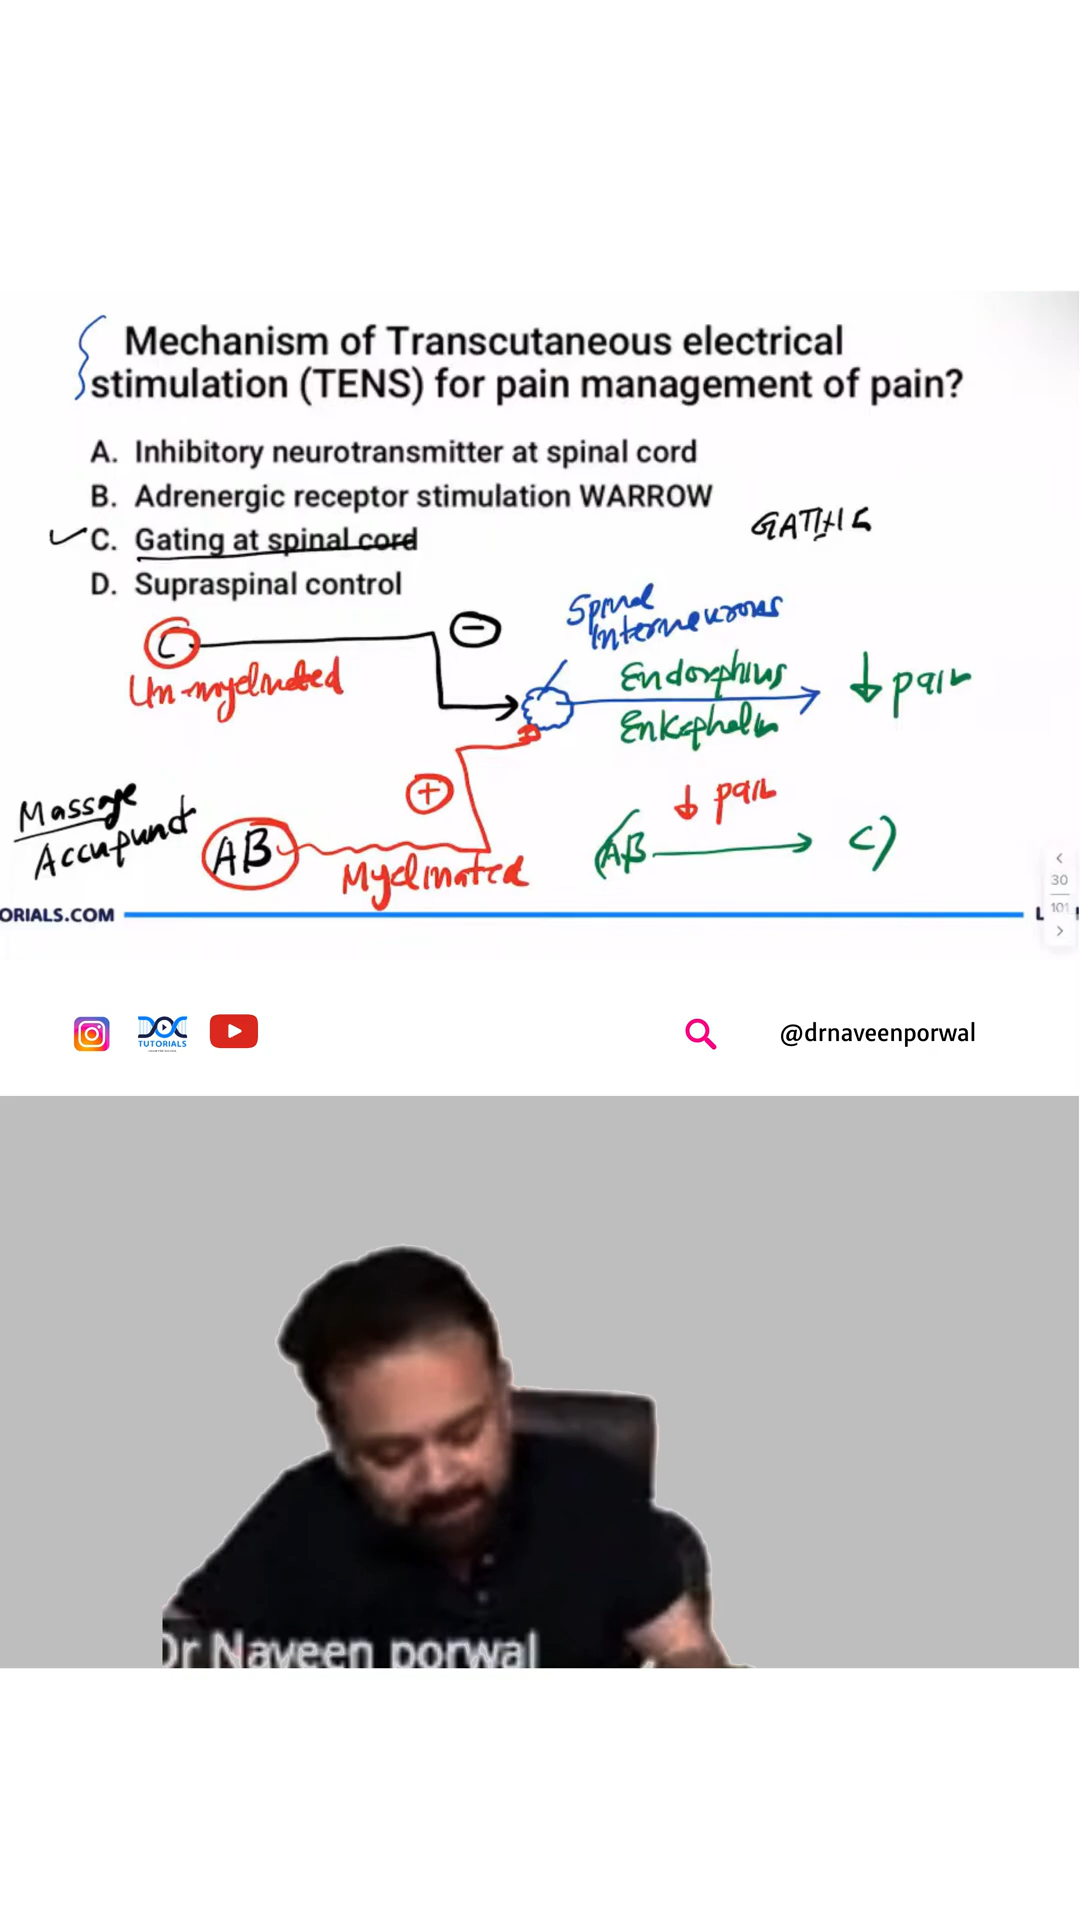 Mechanism of Transcutaneous electrical
stimulation (TENS) for pain management of pain?
A. Inhibitory neurotransmitter at spinal cord
B. Adrenergic receptor stimulation WARROW
C. Gating at spinal cord
D. Supraspinal control
C
Un-myelinated
−
Spinal
interneurons
Endorphins
Enkephalin
↓ pain
Massage
Accupunct
AB
+
Myelinated
↓ pain
AB → C)
ORIALS.COM
30
101
DOC
TUTORIALS
@drnaveenporwal
Dr Naveen porwal